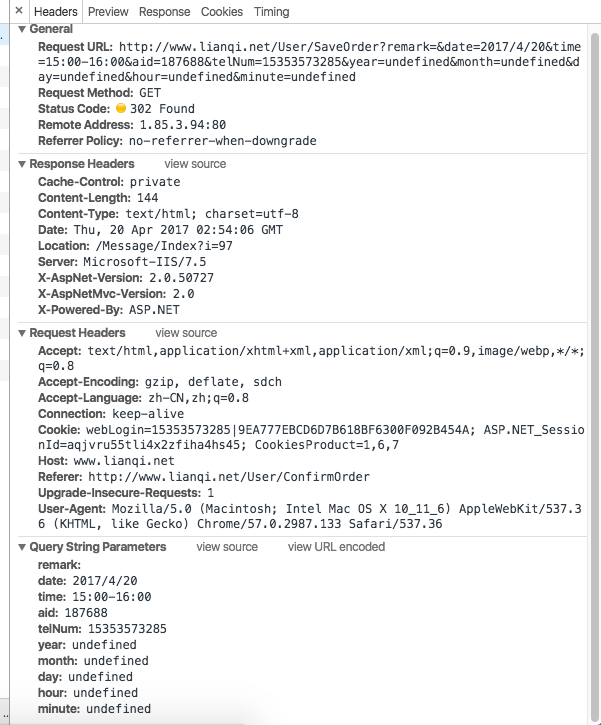 × Headers Preview Response Cookies Timing
▼ General
Request URL: http://www.lianqi.net/User/SaveOrder?remark=&date=2017/4/20&time
=15:00-16:00&aid=187688&telNum=15353573285&year=undefined&month=undefined&d
ay=undefined&hour=undefined&minute=undefined
Request Method: GET
Status Code: 302 Found
Remote Address: 1.85.3.94:80
Referrer Policy: no-referrer-when-downgrade
▼ Response Headers view source
Cache-Control: private
Content-Length: 144
Content-Type: text/html; charset=utf-8
Date: Thu, 20 Apr 2017 02:54:06 GMT
Location: /Message/Index?i=97
Server: Microsoft-IIS/7.5
X-AspNet-Version: 2.0.50727
X-AspNetMvc-Version: 2.0
X-Powered-By: ASP.NET
▼ Request Headers view source
Accept: text/html,application/xhtml+xml,application/xml;q=0.9,image/webp,*/*;
q=0.8
Accept-Encoding: gzip, deflate, sdch
Accept-Language: zh-CN,zh;q=0.8
Connection: keep-alive
Cookie: webLogin=15353573285|9EA777EBCD6D7B618BF6300F092B454A; ASP.NET_Sessio
nId=aqjvru55tli4x2zfiha4hs45; CookiesProduct=1,6,7
Host: www.lianqi.net
Referer: http://www.lianqi.net/User/ConfirmOrder
Upgrade-Insecure-Requests: 1
User-Agent: Mozilla/5.0 (Macintosh; Intel Mac OS X 10_11_6) AppleWebKit/537.3
6 (KHTML, like Gecko) Chrome/57.0.2987.133 Safari/537.36
▼ Query String Parameters view source view URL encoded
remark:
date: 2017/4/20
time: 15:00-16:00
aid: 187688
telNum: 15353573285
year: undefined
month: undefined
day: undefined
hour: undefined
minute: undefined